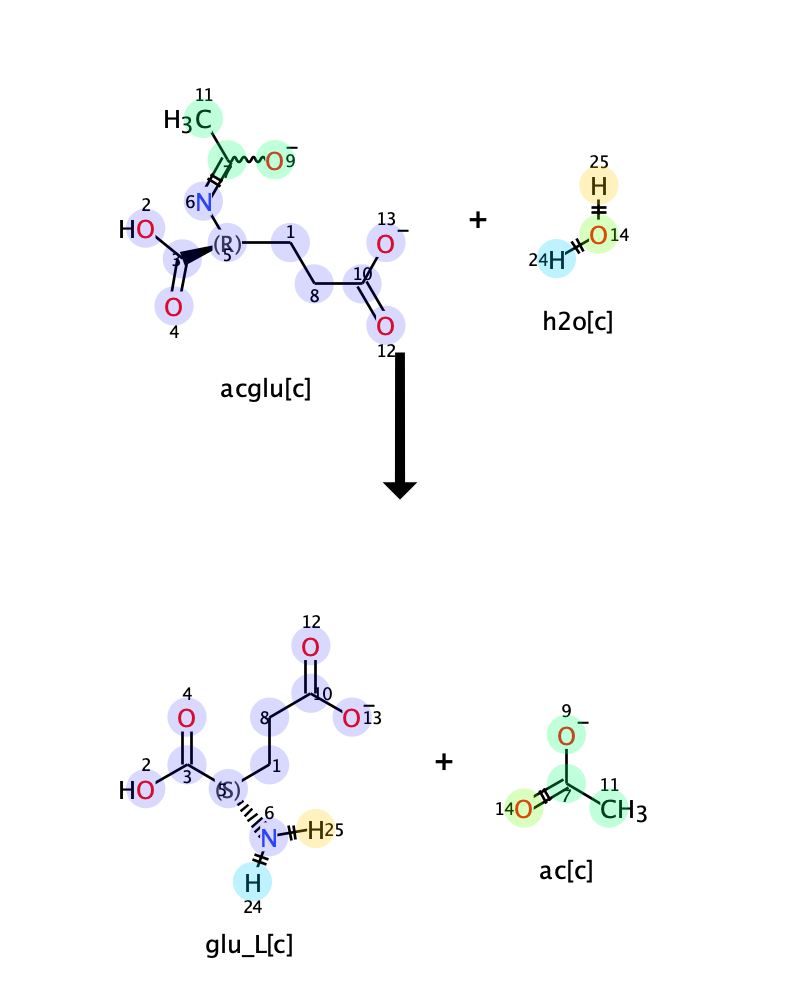 11
H3C
7 O9 −
25
H
6N
2
HO
13
O −
1
+
(R)
5
3
10
O14
24H
4
O
8
O
12
h2o[c]
acglu[c]
12
O
4
O
10
−
O13
8
9
O −
2
HO
3
(S)
5
1
+
11
14O
7
CH3
6
N
H25
H
24
ac[c]
glu_L[c]